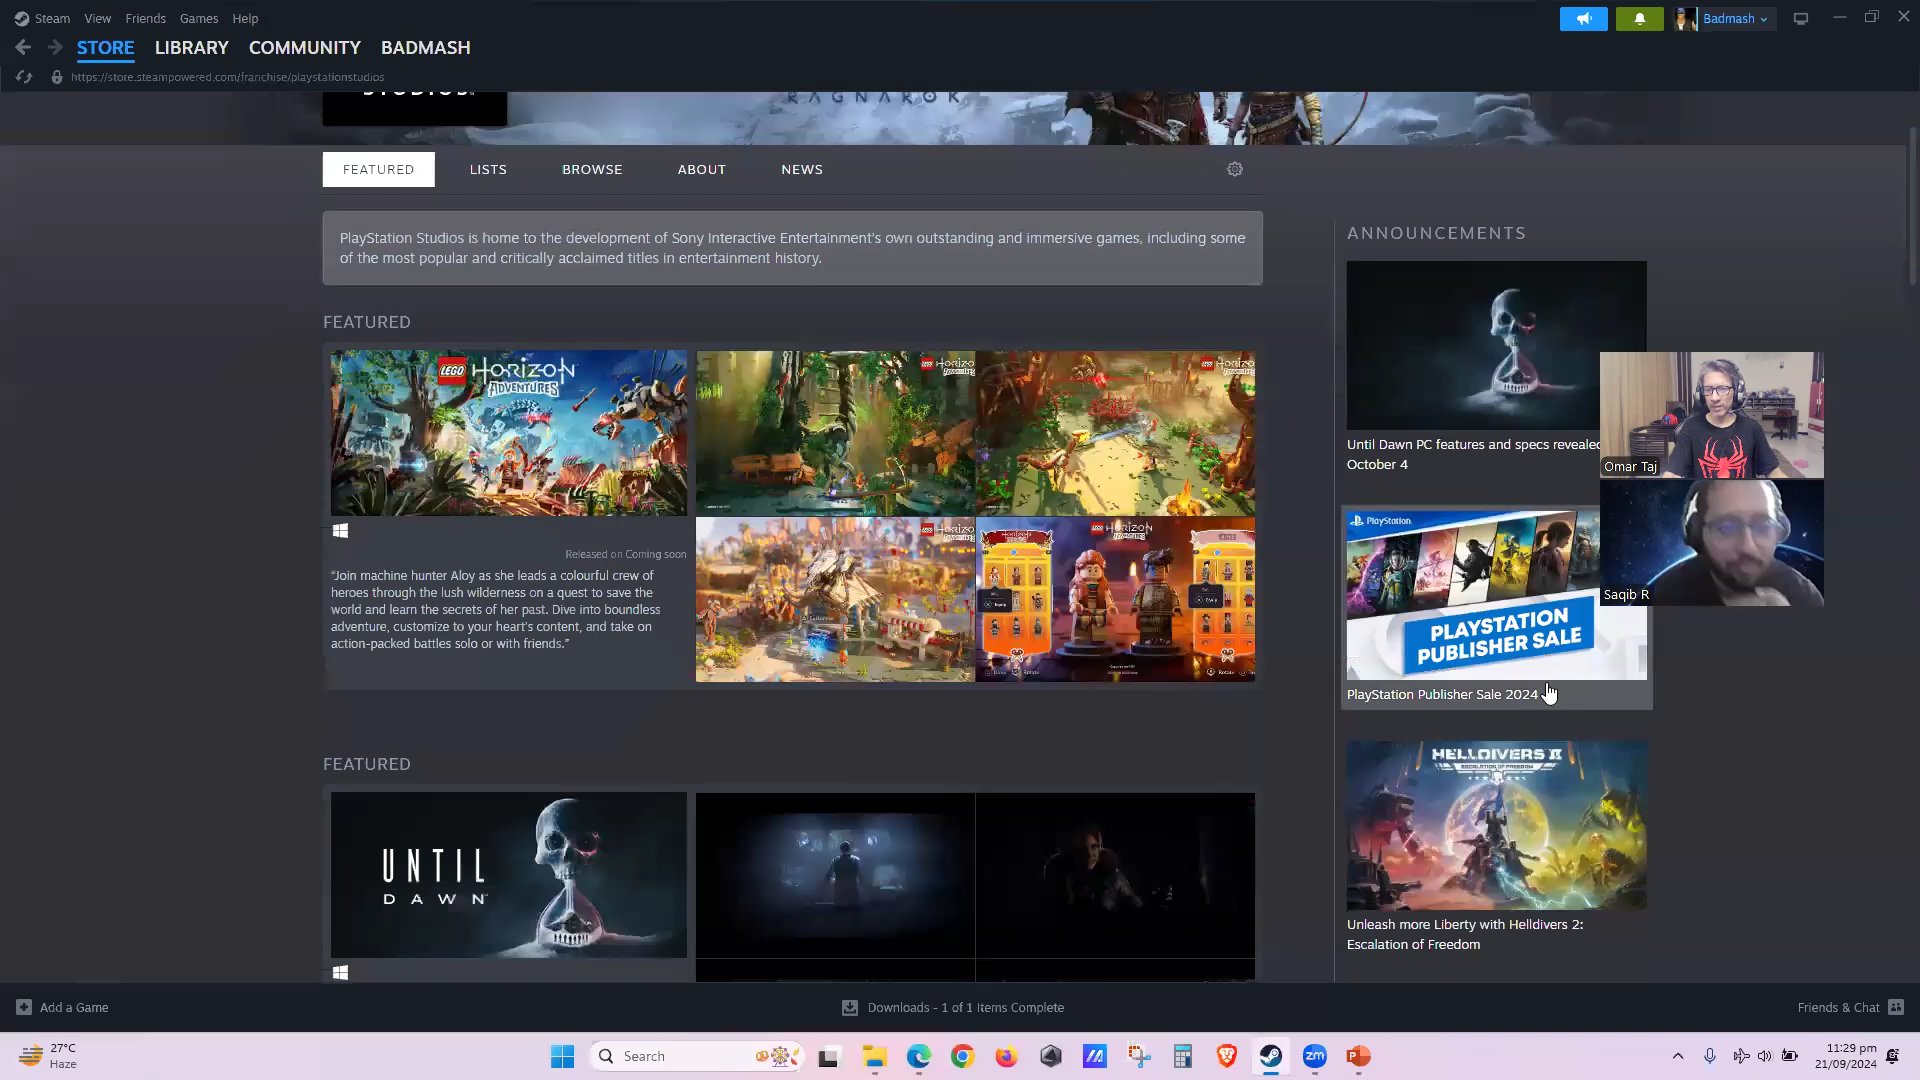 Steam View Friends Games Help
Badmash
STORE LIBRARY COMMUNITY BADMASH
https://store.steampowered.com/franchise/playstationstudios
STUDIOS
RAGNARÖK
FEATURED LISTS BROWSE ABOUT NEWS
PlayStation Studios is home to the development of Sony Interactive Entertainment's own outstanding and immersive games, including some
of the most popular and critically acclaimed titles in entertainment history.
FEATURED
LEGO HORIZON
ADVENTURES
Released on Coming soon
"Join machine hunter Aloy as she leads a colourful crew of
heroes through the lush wilderness on a quest to save the
world and learn the secrets of her past. Dive into boundless
adventure, customize to your heart's content, and take on
action-packed battles solo or with friends."
FEATURED
UNTIL
DAWN
ANNOUNCEMENTS
Until Dawn PC features and specs revealed
October 4
Omar Taj
Saqib R
PlayStation
PLAYSTATION
PUBLISHER SALE
PlayStation Publisher Sale 2024
HELLDIVERS II
ESCALATION OF FREEDOM
Unleash more Liberty with Helldivers 2:
Escalation of Freedom
Add a Game
Downloads - 1 of 1 Items Complete
Friends & Chat
27°C
Haze
Search
zm
11:29 pm
21/09/2024